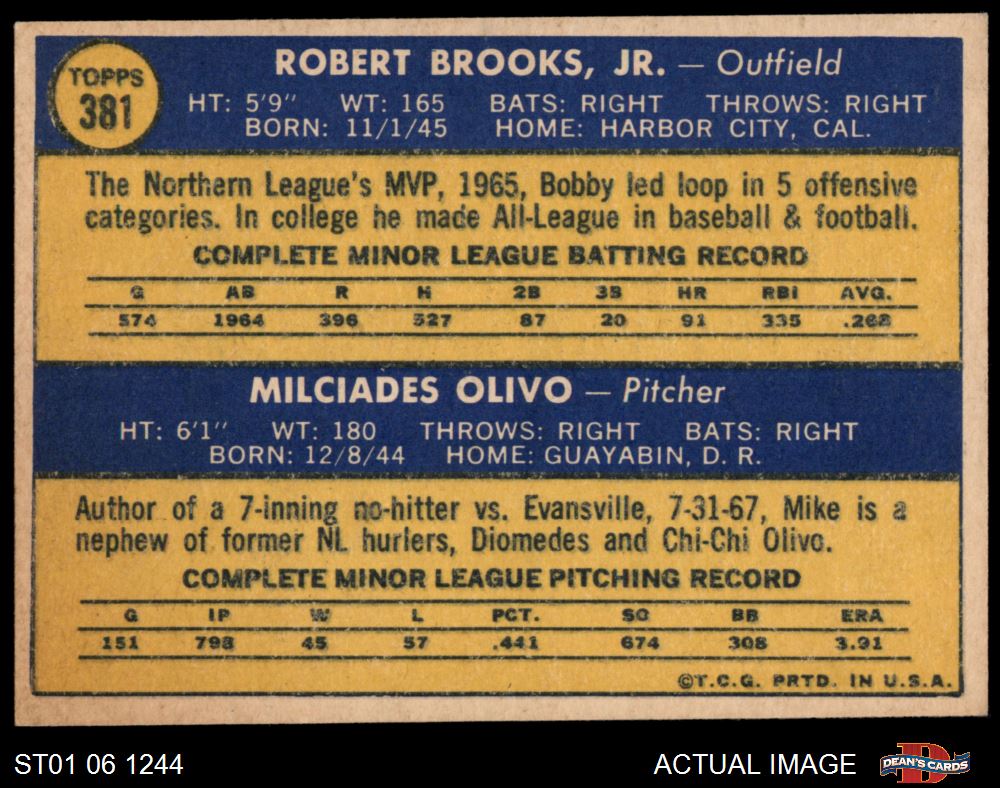 TOPPS
381
ROBERT BROOKS, JR. — Outfield
HT: 5'9" WT: 165 BATS: RIGHT THROWS: RIGHT
BORN: 11/1/45 HOME: HARBOR CITY, CAL.
The Northern League's MVP, 1965, Bobby led loop in 5 offensive
categories. In college he made All-League in baseball & football.
COMPLETE MINOR LEAGUE BATTING RECORD
G AB R H 2B 3B HR RBI AVG.
574 1964 396 527 87 20 91 335 .268
MILCIADES OLIVO — Pitcher
HT: 6'1" WT: 180 THROWS: RIGHT BATS: RIGHT
BORN: 12/8/44 HOME: GUAYABIN, D. R.
Author of a 7-inning no-hitter vs. Evansville, 7-31-67, Mike is a
nephew of former NL hurlers, Diomedes and Chi-Chi Olivo.
COMPLETE MINOR LEAGUE PITCHING RECORD
G IP W L PCT. SO BB ERA
151 798 45 57 .441 674 308 3.91
©T.C.G. PRTD. IN U.S.A.
ST01 06 1244 ACTUAL IMAGE DEAN'S CARDS